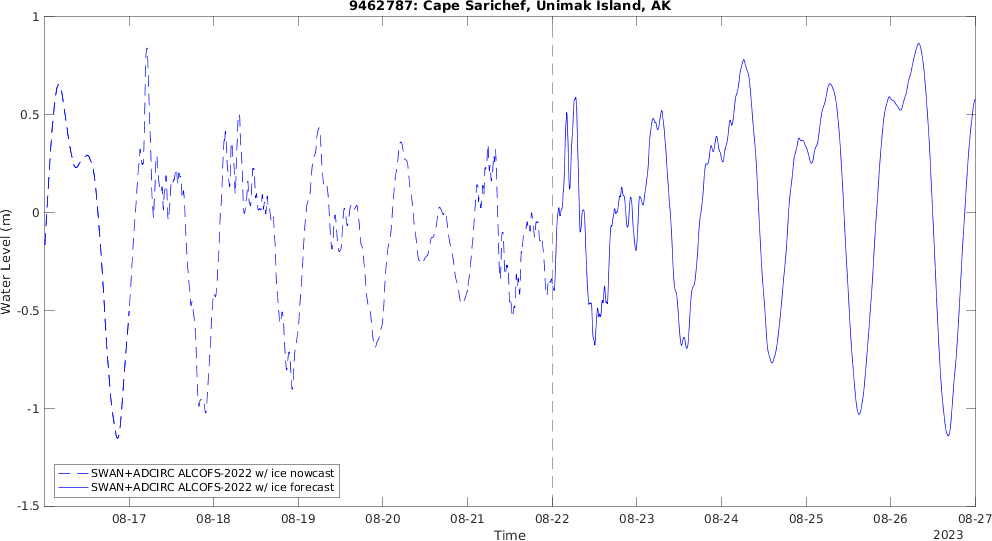 9462787: Cape Sarichef, Unimak Island, AK
1
0.5
0
-0.5
-1
-1.5
Water Level (m)
SWAN+ADCIRC ALCOFS-2022 w/ ice nowcast
SWAN+ADCIRC ALCOFS-2022 w/ ice forecast
08-17 08-18 08-19 08-20 08-21 08-22 08-23 08-24 08-25 08-26 08-27
Time
2023